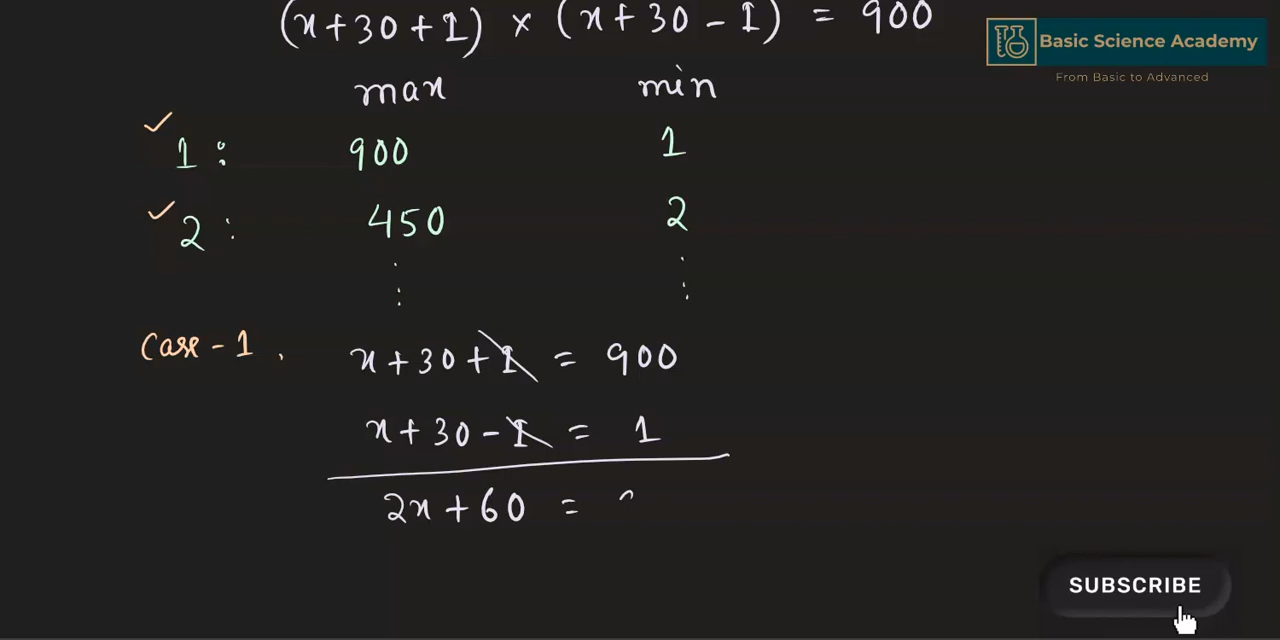 (x+30+1) × (x+30-1) = 900
Basic Science Academy
From Basic to Advanced
max min
1: 900 1
2: 450 2
Case-1, x+30+1 = 900
x+30-1 = 1
2x+60 =
SUBSCRIBE